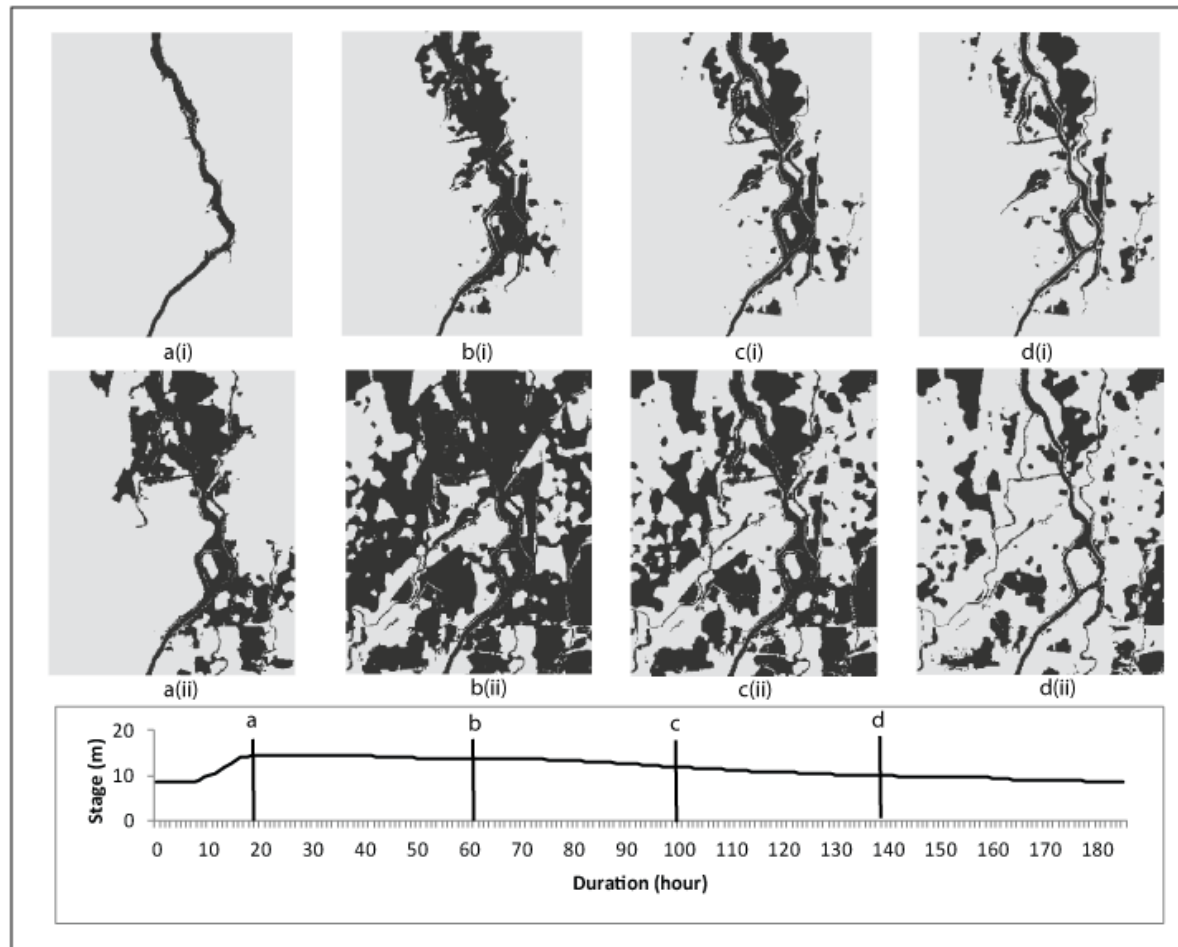 a(i) b(i) c(i) d(i)
a(ii) b(ii) c(ii) d(ii)
a b c d
20
10
0
Stage (m)
0 10 20 30 40 50 60 70 80 90 100 110 120 130 140 150 160 170 180
Duration (hour)